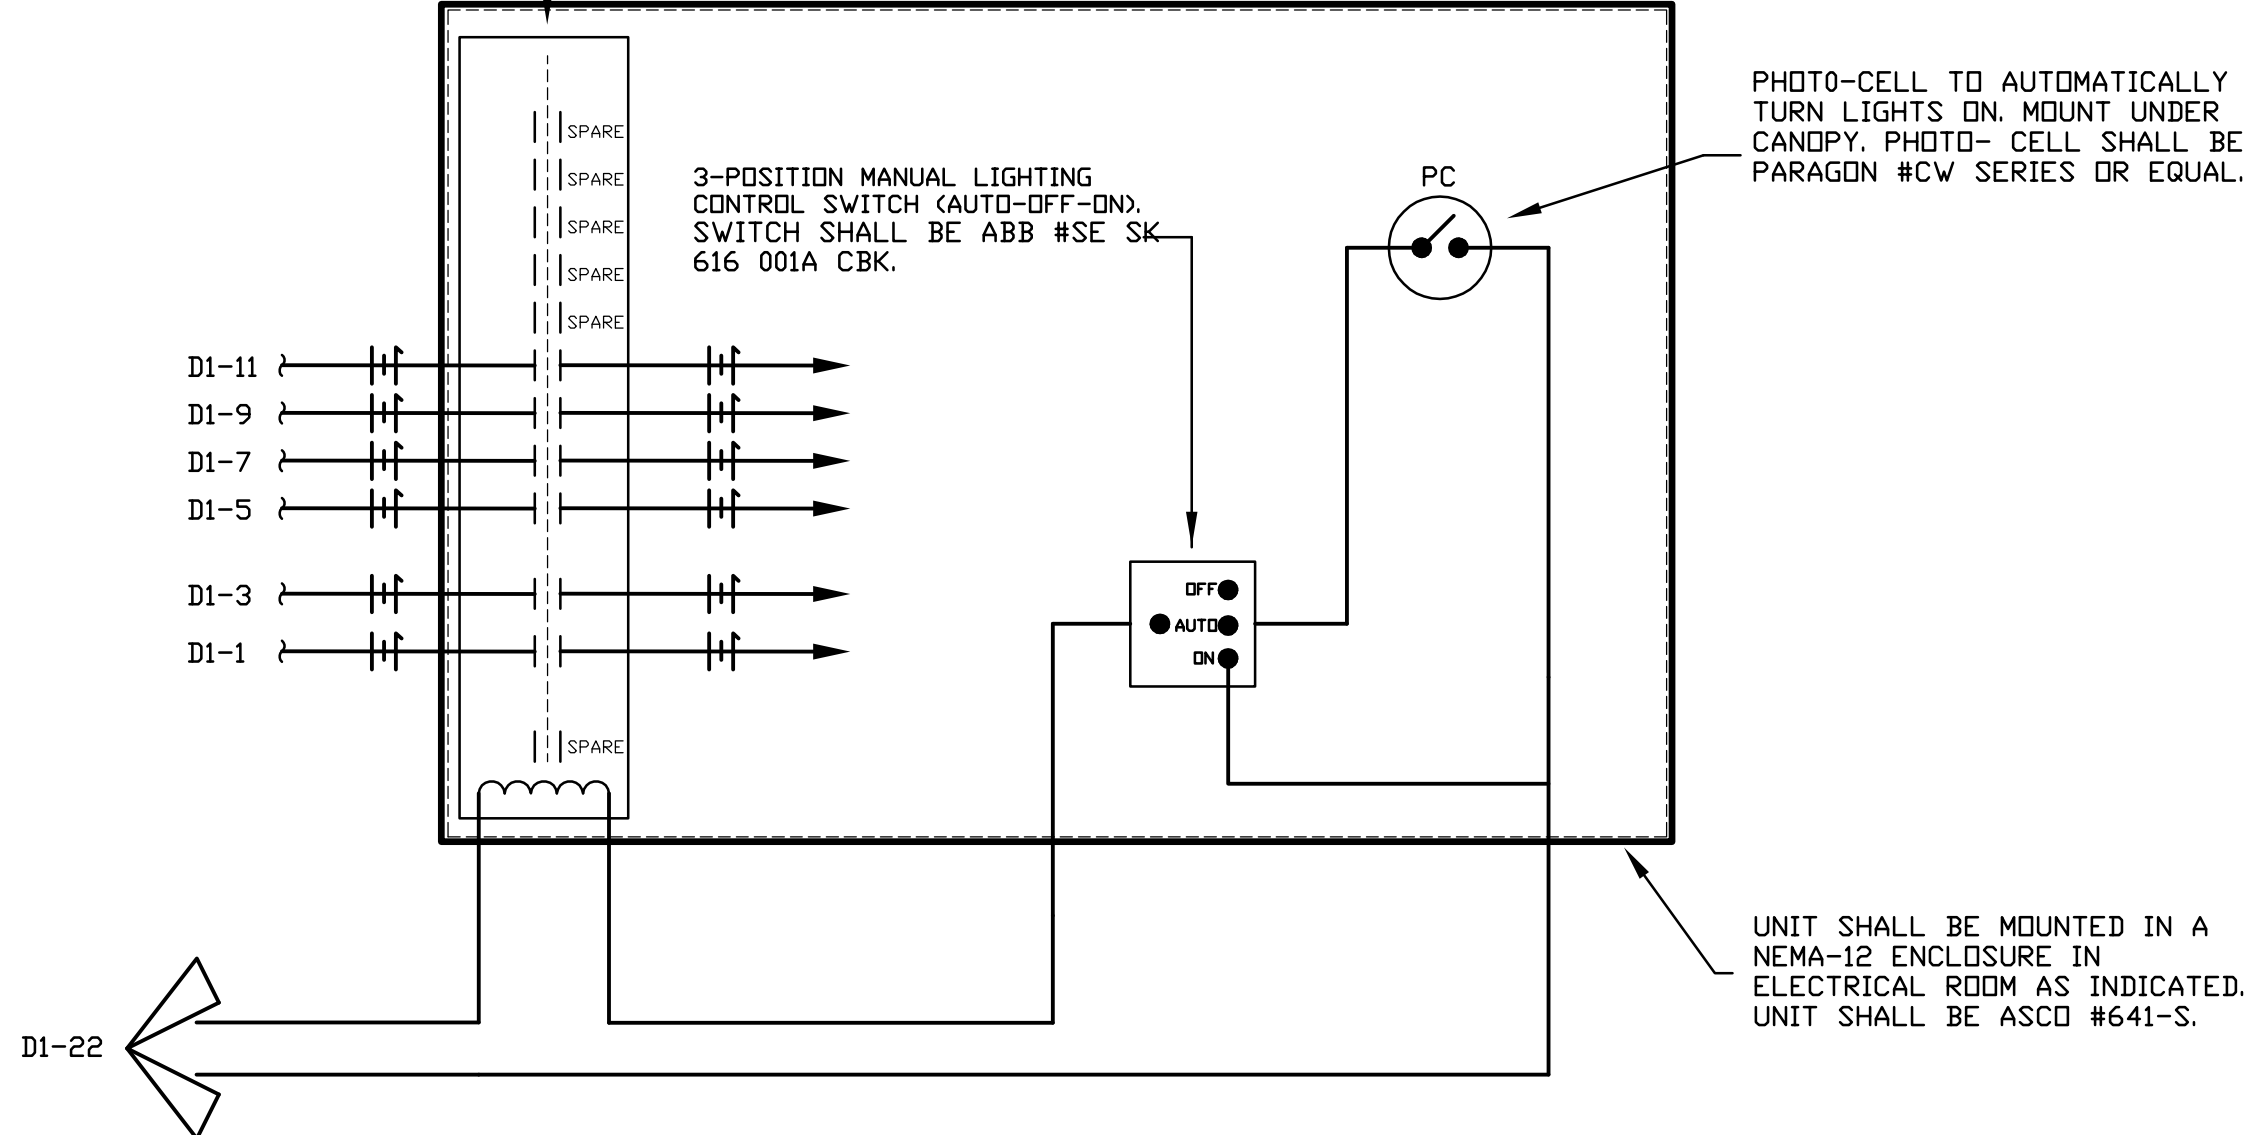 PHOTO-CELL TO AUTOMATICALLY
TURN LIGHTS ON. MOUNT UNDER
CANOPY. PHOTO- CELL SHALL BE
PARAGON #CW SERIES OR EQUAL.
3-POSITION MANUAL LIGHTING
CONTROL SWITCH (AUTO-OFF-ON).
SWITCH SHALL BE ABB #SE SK
616 001A CBK.
PC
SPARE
SPARE
SPARE
SPARE
SPARE
D1-11
D1-9
D1-7
D1-5
D1-3
D1-1
OFF
AUTO
ON
SPARE
UNIT SHALL BE MOUNTED IN A
NEMA-12 ENCLOSURE IN
ELECTRICAL ROOM AS INDICATED.
UNIT SHALL BE ASCO #641-S.
D1-22